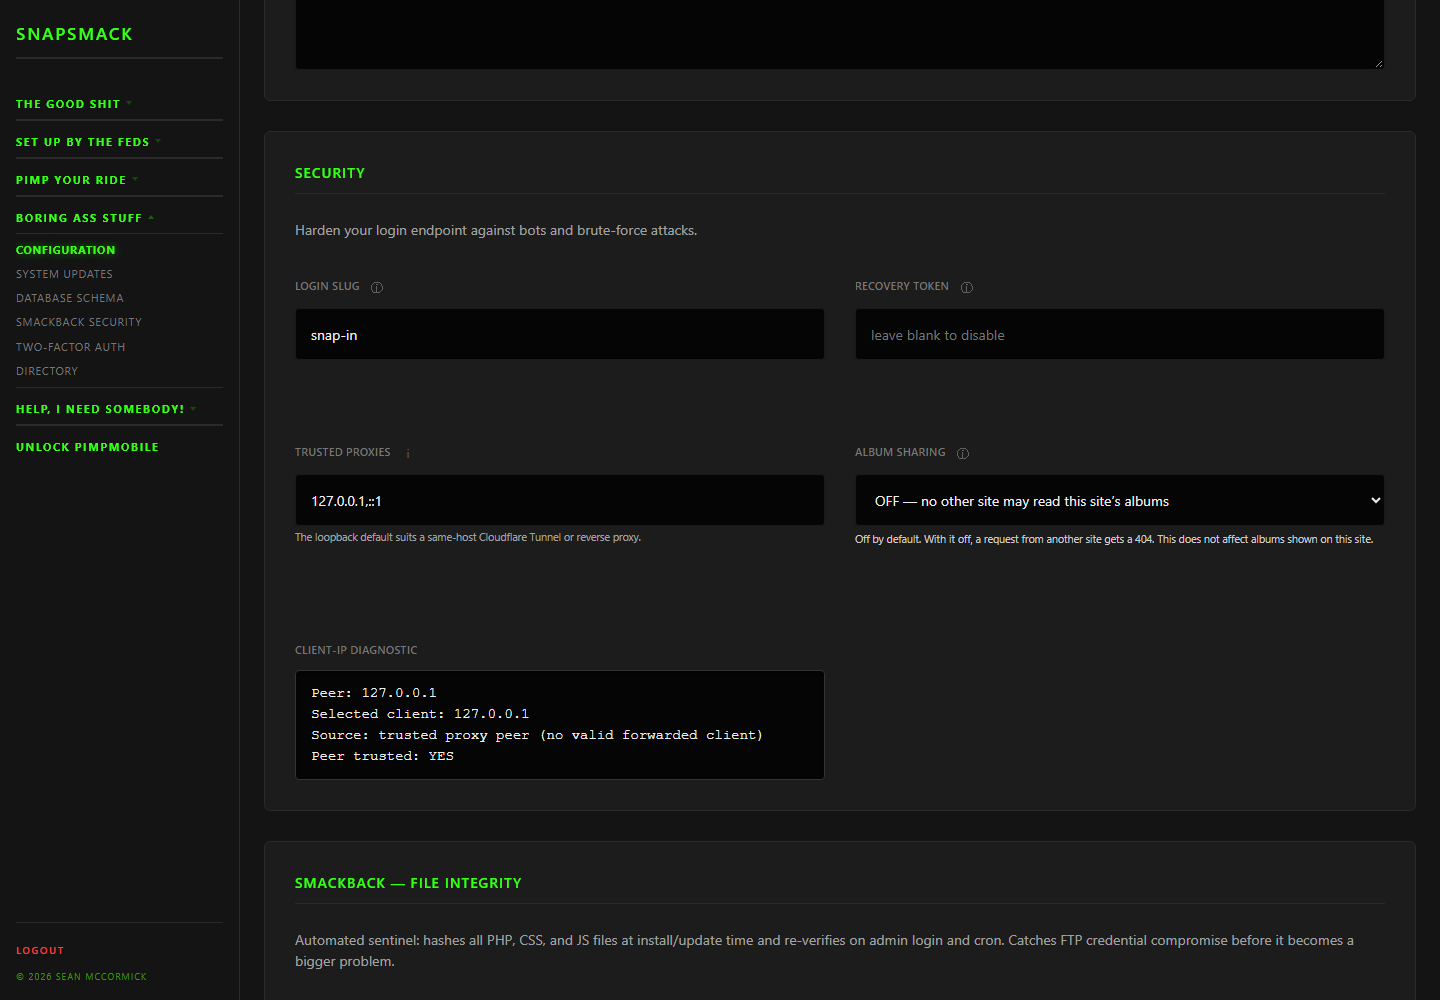 SNAPSMACK
THE GOOD SHIT
SET UP BY THE FEDS
PIMP YOUR RIDE
BORING ASS STUFF
CONFIGURATION
SYSTEM UPDATES
DATABASE SCHEMA
SMACKBACK SECURITY
TWO-FACTOR AUTH
DIRECTORY
HELP, I NEED SOMEBODY!
UNLOCK PIMPMOBILE
LOGOUT
© 2026 SEAN MCCORMICK
SECURITY
Harden your login endpoint against bots and brute-force attacks.
LOGIN SLUG ⓘ
snap-in
RECOVERY TOKEN ⓘ
leave blank to disable
TRUSTED PROXIES i
127.0.0.1,::1
The loopback default suits a same-host Cloudflare Tunnel or reverse proxy.
ALBUM SHARING ⓘ
OFF — no other site may read this site's albums
Off by default. With it off, a request from another site gets a 404. This does not affect albums shown on this site.
CLIENT-IP DIAGNOSTIC
Peer: 127.0.0.1
Selected client: 127.0.0.1
Source: trusted proxy peer (no valid forwarded client)
Peer trusted: YES
SMACKBACK — FILE INTEGRITY
Automated sentinel: hashes all PHP, CSS, and JS files at install/update time and re-verifies on admin login and cron. Catches FTP credential compromise before it becomes a
bigger problem.